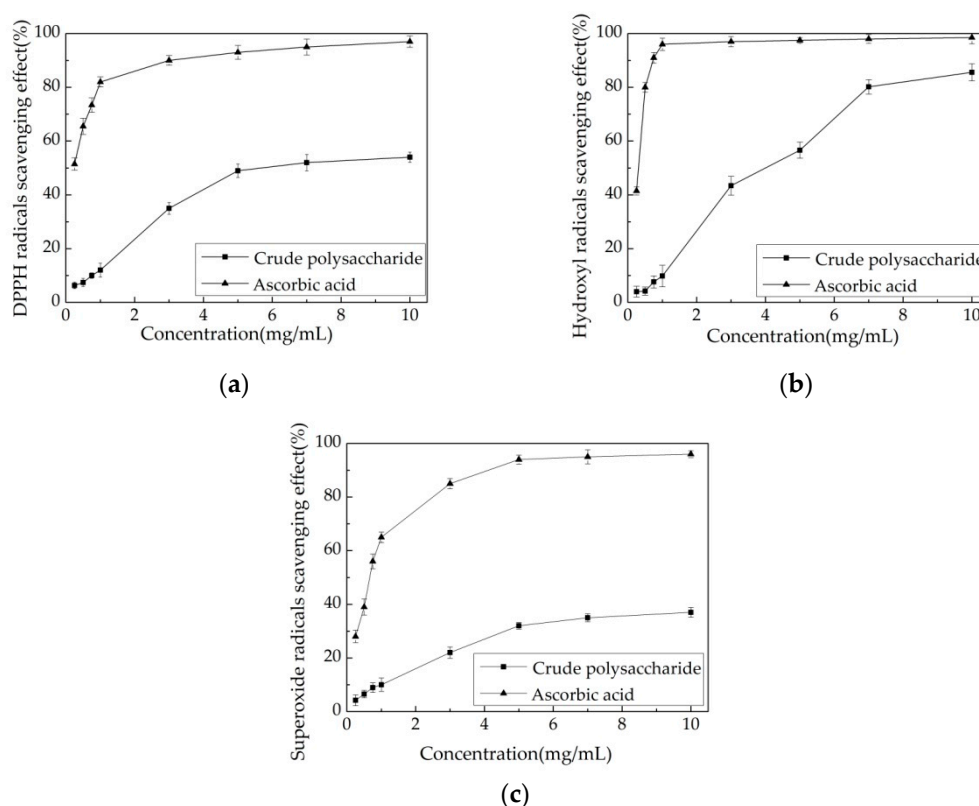 DPPH radicals scavenging effect(%)
100
80
60
40
20
0
0
2
4
6
8
10
Concentration(mg/mL)
Crude polysaccharide
Ascorbic acid
(a)
Hydroxyl radicals scavenging effect(%)
100
80
60
40
20
0
0
2
4
6
8
10
Concentration(mg/mL)
Crude polysaccharide
Ascorbic acid
(b)
Superoxide radicals scavenging effect(%)
100
80
60
40
20
0
0
2
4
6
8
10
Concentration(mg/mL)
Crude polysaccharide
Ascorbic acid
(c)